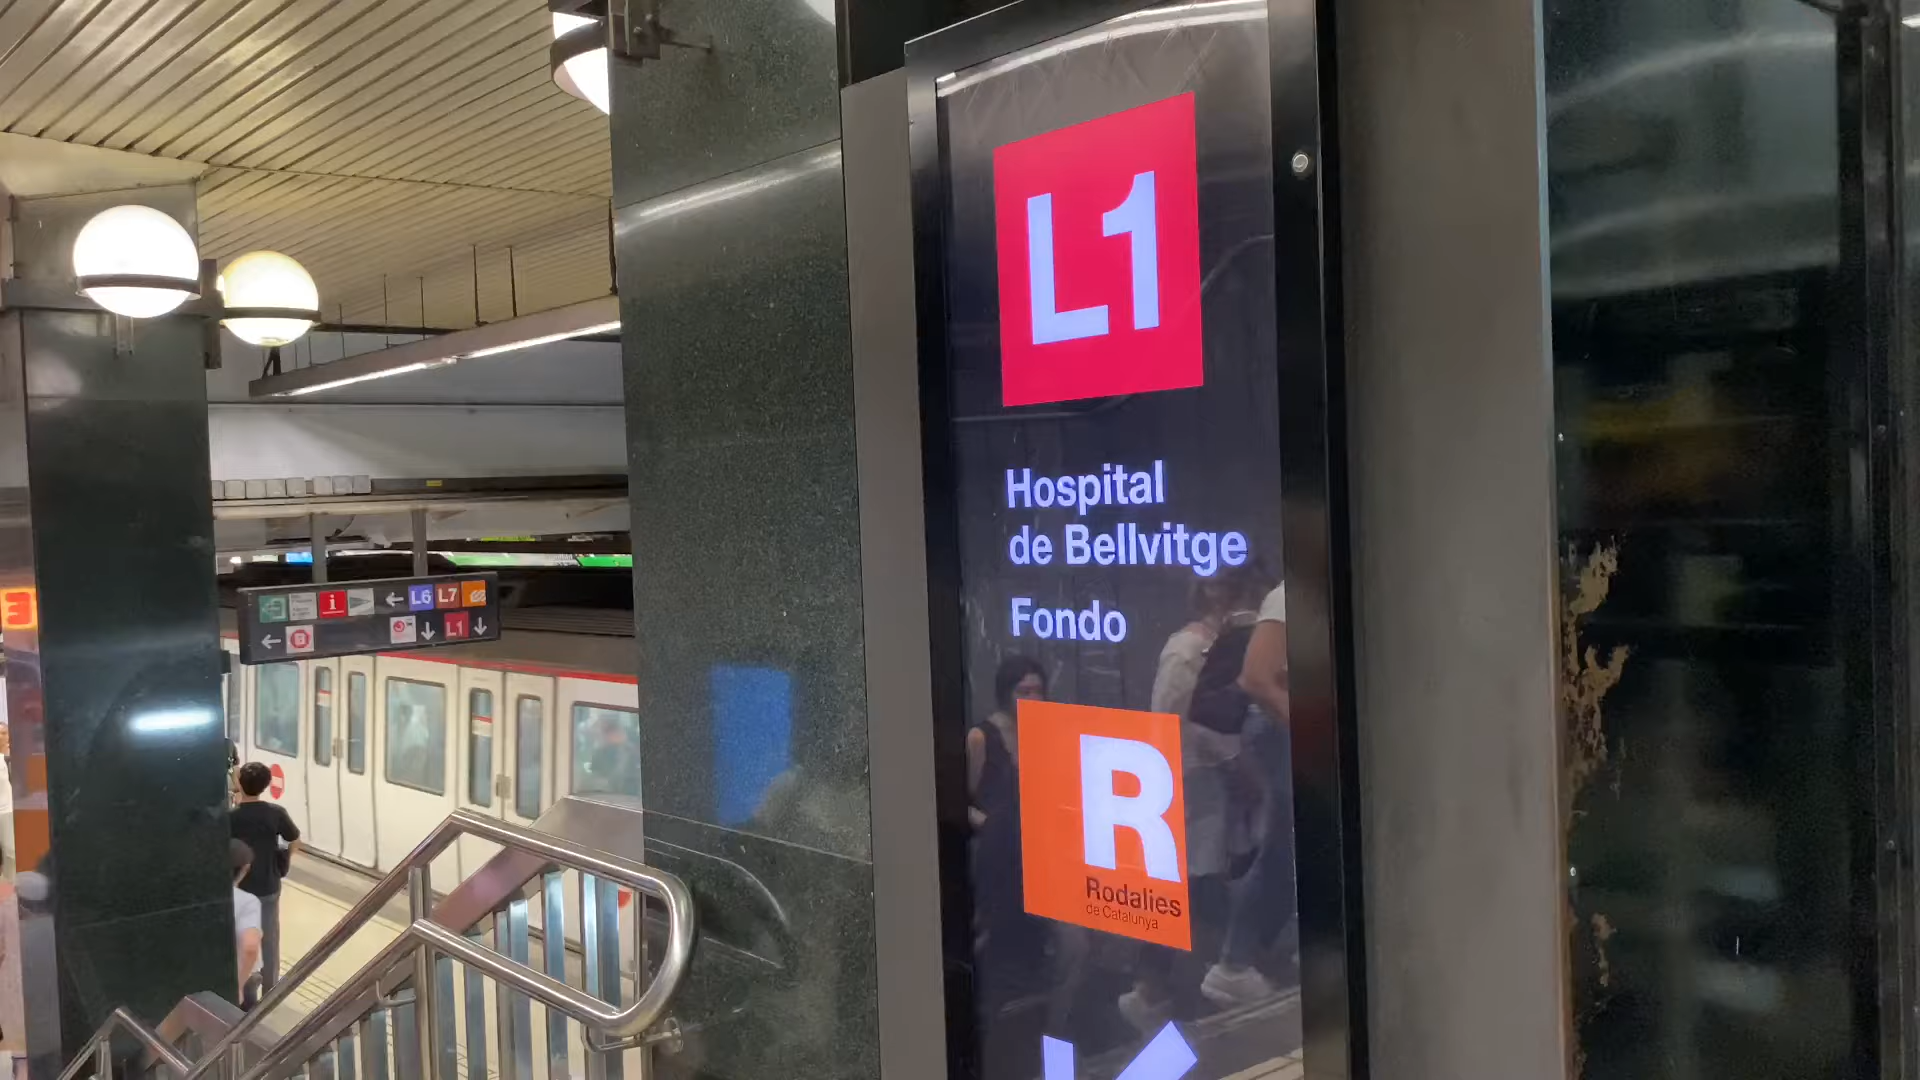 L1
Hospital
de Bellvitge
Fondo
R
Rodalies
de Catalunya
L6 L7
L1